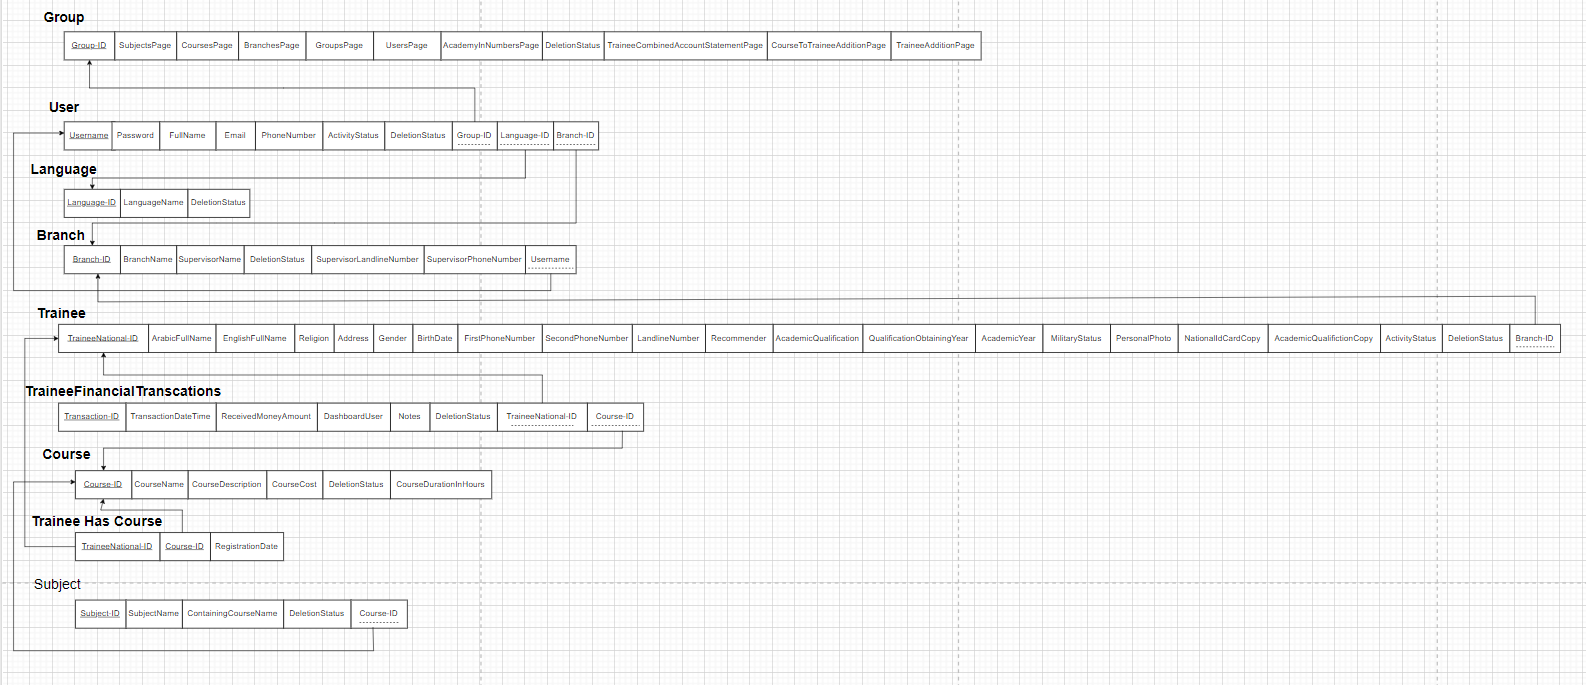 Group
Group-ID SubjectsPage CoursesPage BranchesPage GroupsPage UsersPage AcademyInNumbersPage DeletionStatus TraineeCombinedAccountStatementPage CourseToTraineeAdditionPage TraineeAdditionPage
User
Username Password FullName Email PhoneNumber ActivityStatus DeletionStatus Group-ID Language-ID Branch-ID
Language
Language-ID LanguageName DeletionStatus
Branch
Branch-ID BranchName SupervisorName DeletionStatus SupervisorLandlineNumber SupervisorPhoneNumber Username
Trainee
TraineeNational-ID ArabicFullName EnglishFullName Religion Address Gender BirthDate FirstPhoneNumber SecondPhoneNumber LandlineNumber Recommender AcademicQualification QualificationObtainingYear AcademicYear MilitaryStatus PersonalPhoto NationalIdCardCopy AcademicQualifictionCopy ActivityStatus DeletionStatus Branch-ID
TraineeFinancialTranscations
Transaction-ID TransactionDateTime ReceivedMoneyAmount DashboardUser Notes DeletionStatus TraineeNational-ID Course-ID
Course
Course-ID CourseName CourseDescription CourseCost DeletionStatus CourseDurationInHours
Trainee Has Course
TraineeNational-ID Course-ID RegistrationDate
Subject
Subject-ID SubjectName ContainingCourseName DeletionStatus Course-ID